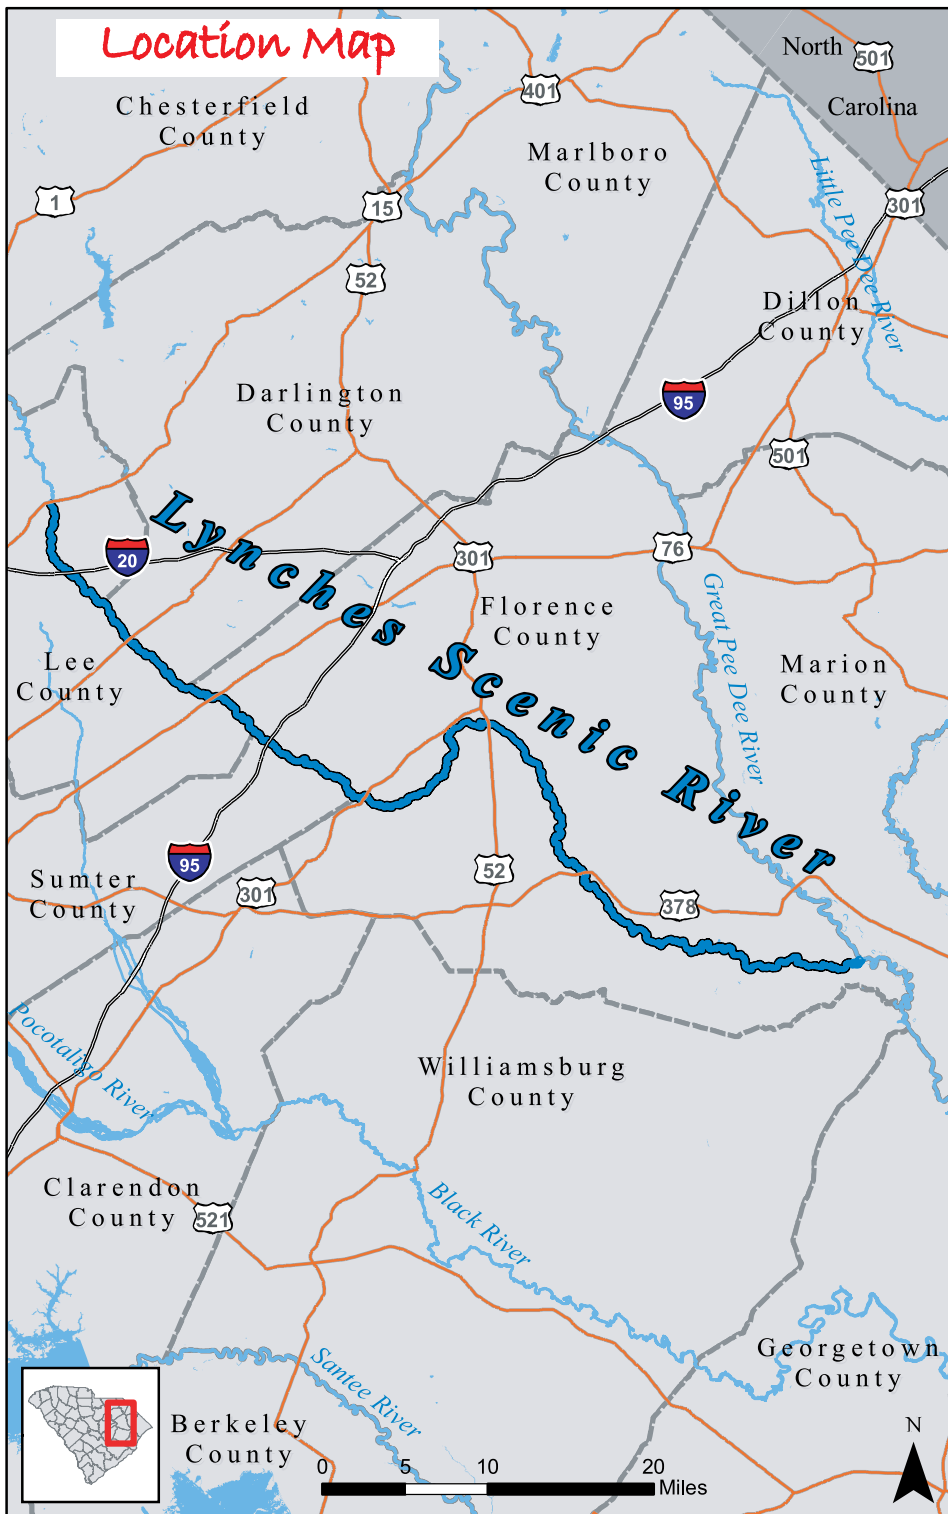 Location Map
North
Carolina
501
401
Chesterfield
County
Marlboro
County
1
15
301
Little Pee Dee River
52
Dillon
County
Darlington
County
95
501
Lynches Scenic River
20
301
76
Florence
County
Great Pee Dee River
Lee
County
Marion
County
95
52
Sumter
County
301
378
Pocotaligo River
Williamsburg
County
Clarendon
County
521
Black River
Georgetown
County
Santee River
Berkeley
County
N
0 5 10 20
Miles